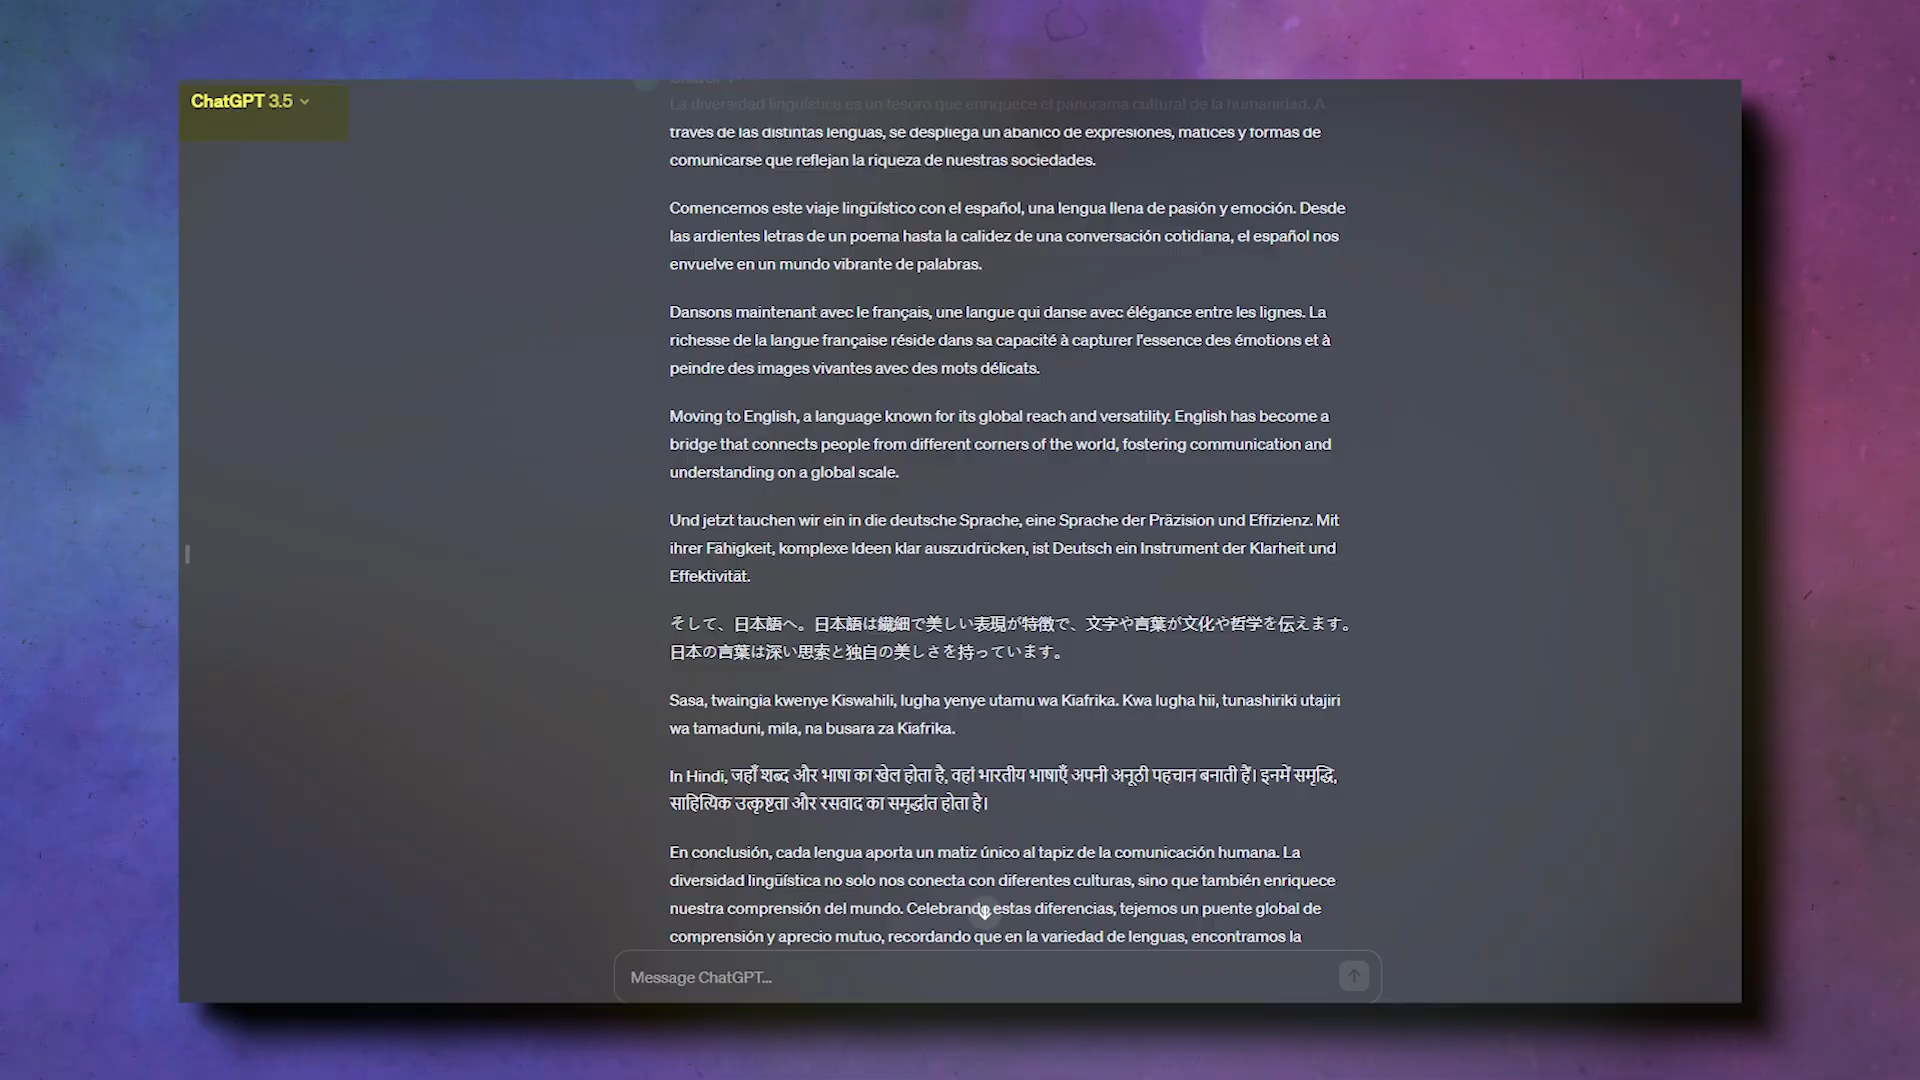 ChatGPT 3.5
La diversidad lingüística es un tesoro que enriquece el panorama cultural de la humanidad. A
través de las distintas lenguas, se despliega un abanico de expresiones, matices y formas de
comunicarse que reflejan la riqueza de nuestras sociedades.
Comencemos este viaje lingüístico con el español, una lengua llena de pasión y emoción. Desde
las ardientes letras de un poema hasta la calidez de una conversación cotidiana, el español nos
envuelve en un mundo vibrante de palabras.
Dansons maintenant avec le français, une langue qui danse avec élégance entre les lignes. La
richesse de la langue française réside dans sa capacité à capturer l'essence des émotions et à
peindre des images vivantes avec des mots délicats.
Moving to English, a language known for its global reach and versatility. English has become a
bridge that connects people from different corners of the world, fostering communication and
understanding on a global scale.
Und jetzt tauchen wir ein in die deutsche Sprache, eine Sprache der Präzision und Effizienz. Mit
ihrer Fähigkeit, komplexe Ideen klar auszudrücken, ist Deutsch ein Instrument der Klarheit und
Effektivität.
そして、日本語へ。日本語は繊細で美しい表現が特徴で、文字や言葉が文化や哲学を伝えます。
日本の言葉は深い思索と独自の美しさを持っています。
Sasa, twaingia kwenye Kiswahili, lugha yenye utamu wa Kiafrika. Kwa lugha hii, tunashiriki utajiri
wa tamaduni, mila, na busara za Kiafrika.
In Hindi, जहाँ शब्द और भाषा का खेल होता है, वहां भारतीय भाषाएँ अपनी अनूठी पहचान बनाती हैं। इनमें समृद्धि,
साहित्यिक उत्कृष्टता और रसवाद का समृद्धांत होता है।
En conclusión, cada lengua aporta un matiz único al tapiz de la comunicación humana. La
diversidad lingüística no solo nos conecta con diferentes culturas, sino que también enriquece
nuestra comprensión del mundo. Celebrando estas diferencias, tejemos un puente global de
comprensión y aprecio mutuo, recordando que en la variedad de lenguas, encontramos la
Message ChatGPT...